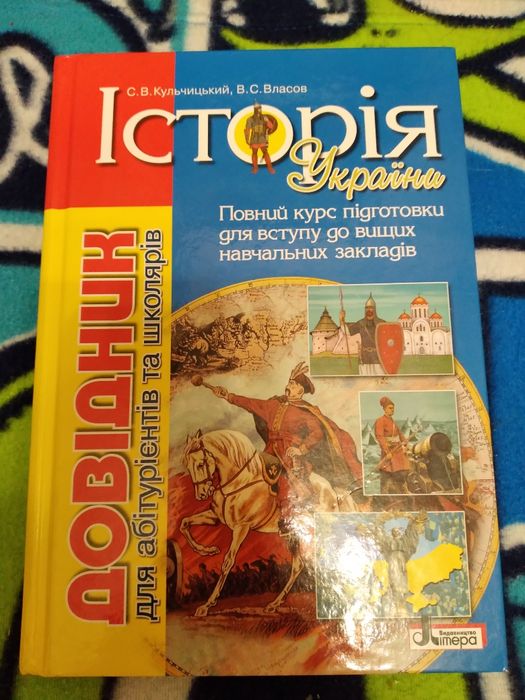 С. В. Кульчицький, В. С. Власов
Історія
України
Повний курс підготовки
для вступу до вищих
навчальних закладів
ДОВІДНИК
для абітурієнтів та школярів
Видавництво
Літера